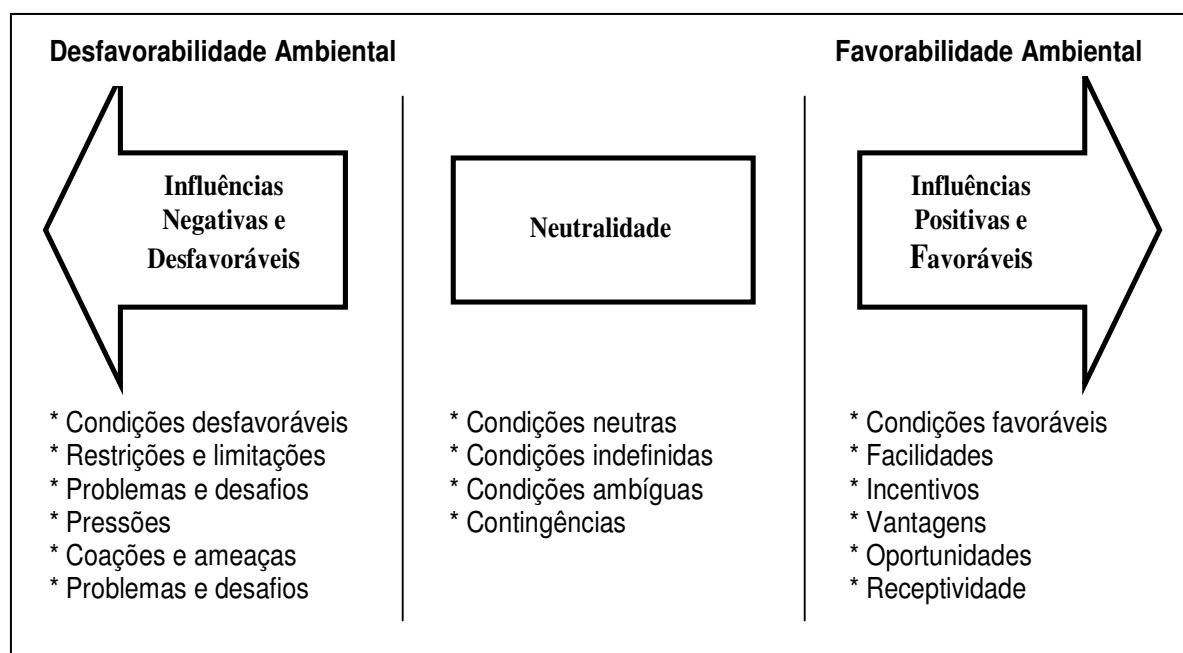 Desfavorabilidade Ambiental
Favorabilidade Ambiental
Influências
Negativas e
Desfavoráveis
Neutralidade
Influências
Positivas e
Favoráveis
* Condições desfavoráveis
* Restrições e limitações
* Problemas e desafios
* Pressões
* Coações e ameaças
* Problemas e desafios
* Condições neutras
* Condições indefinidas
* Condições ambíguas
* Contingências
* Condições favoráveis
* Facilidades
* Incentivos
* Vantagens
* Oportunidades
* Receptividade